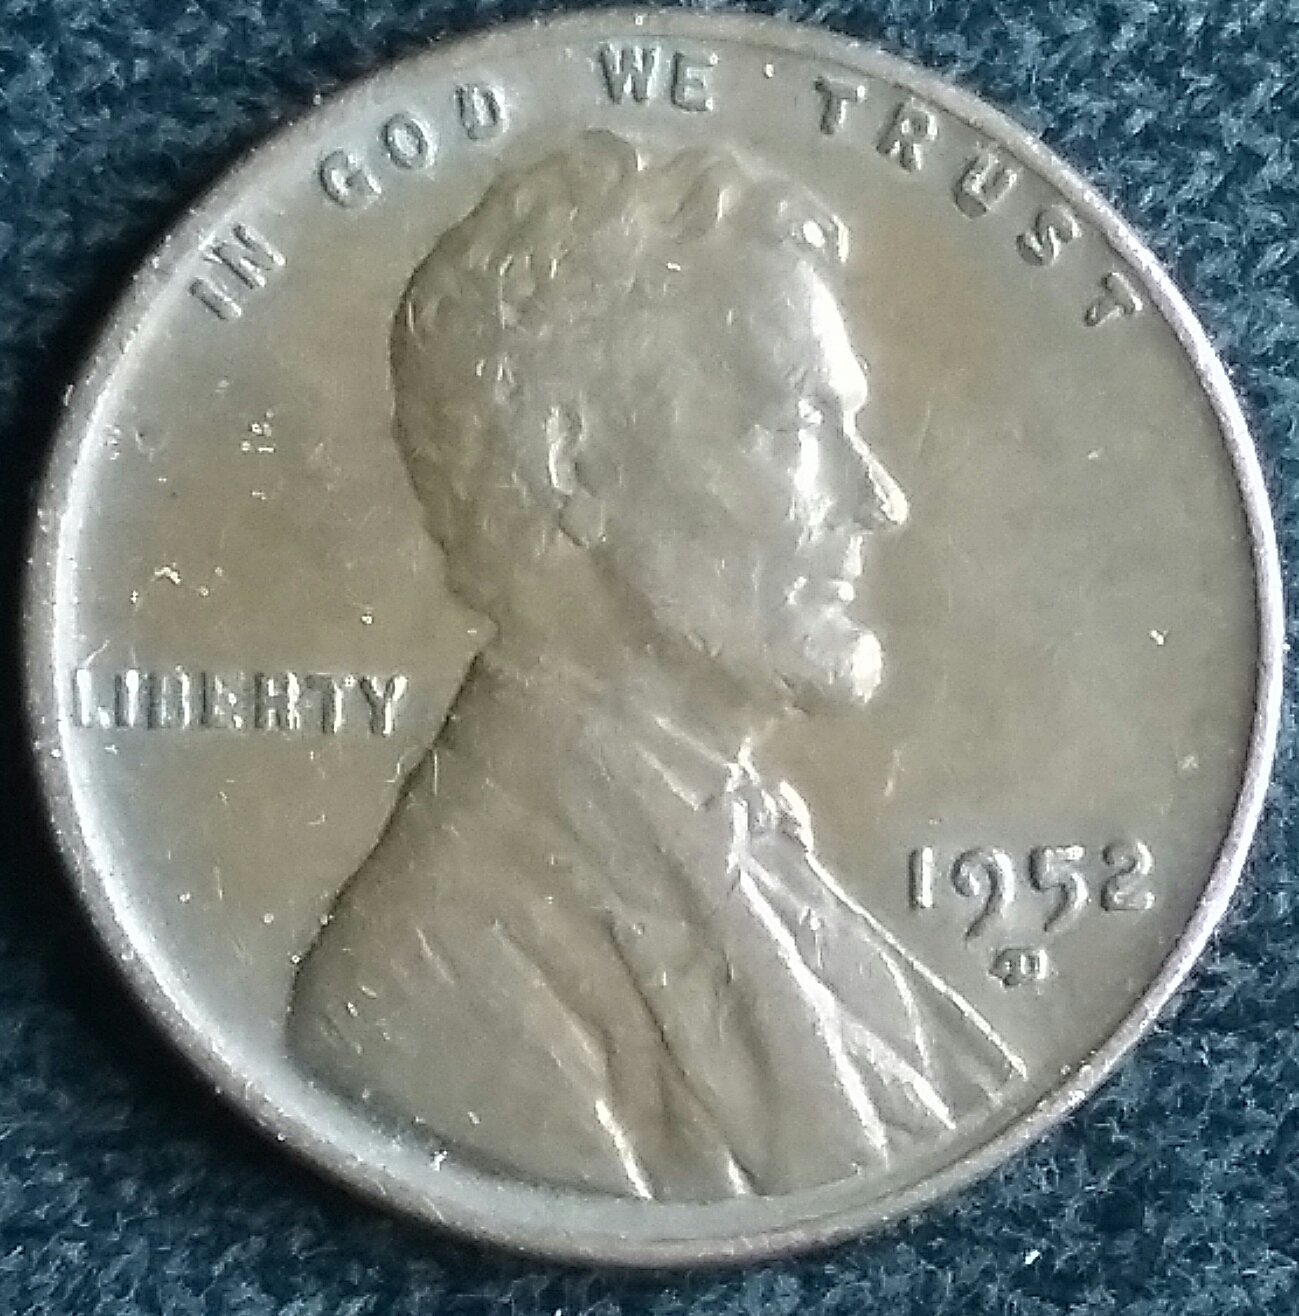 IN GOD WE TRUST
LIBERTY
1952